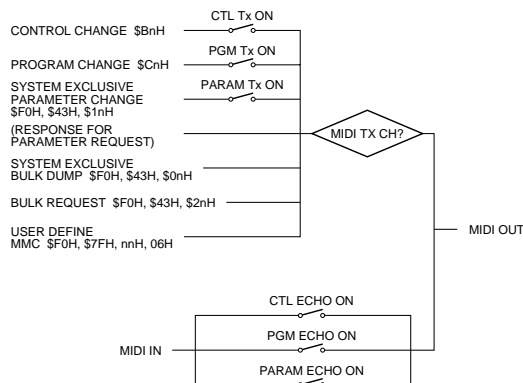 CTL Tx ON
CONTROL CHANGE $BnH
PGM Tx ON
PROGRAM CHANGE $CnH
SYSTEM EXCLUSIVE
PARAMETER CHANGE
$F0H, $43H, $1nH
PARAM Tx ON
(RESPONSE FOR
PARAMETER REQUEST)
MIDI TX CH?
SYSTEM EXCLUSIVE
BULK DUMP $F0H, $43H, $0nH
BULK REQUEST $F0H, $43H, $2nH
USER DEFINE
MMC $F0H, $7FH, nnH, 06H
MIDI OUT
CTL ECHO ON
PGM ECHO ON
MIDI IN
PARAM ECHO ON